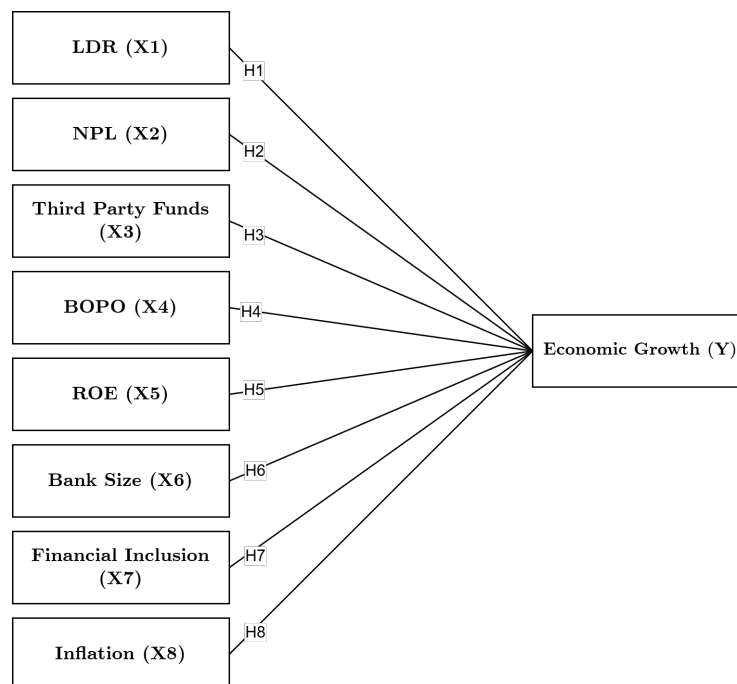 LDR (X1)
H1
NPL (X2)
H2
Third Party Funds
(X3)
H3
BOPO (X4)
H4
Economic Growth (Y)
ROE (X5)
H5
Bank Size (X6)
H6
Financial Inclusion
(X7)
H7
Inflation (X8)
H8